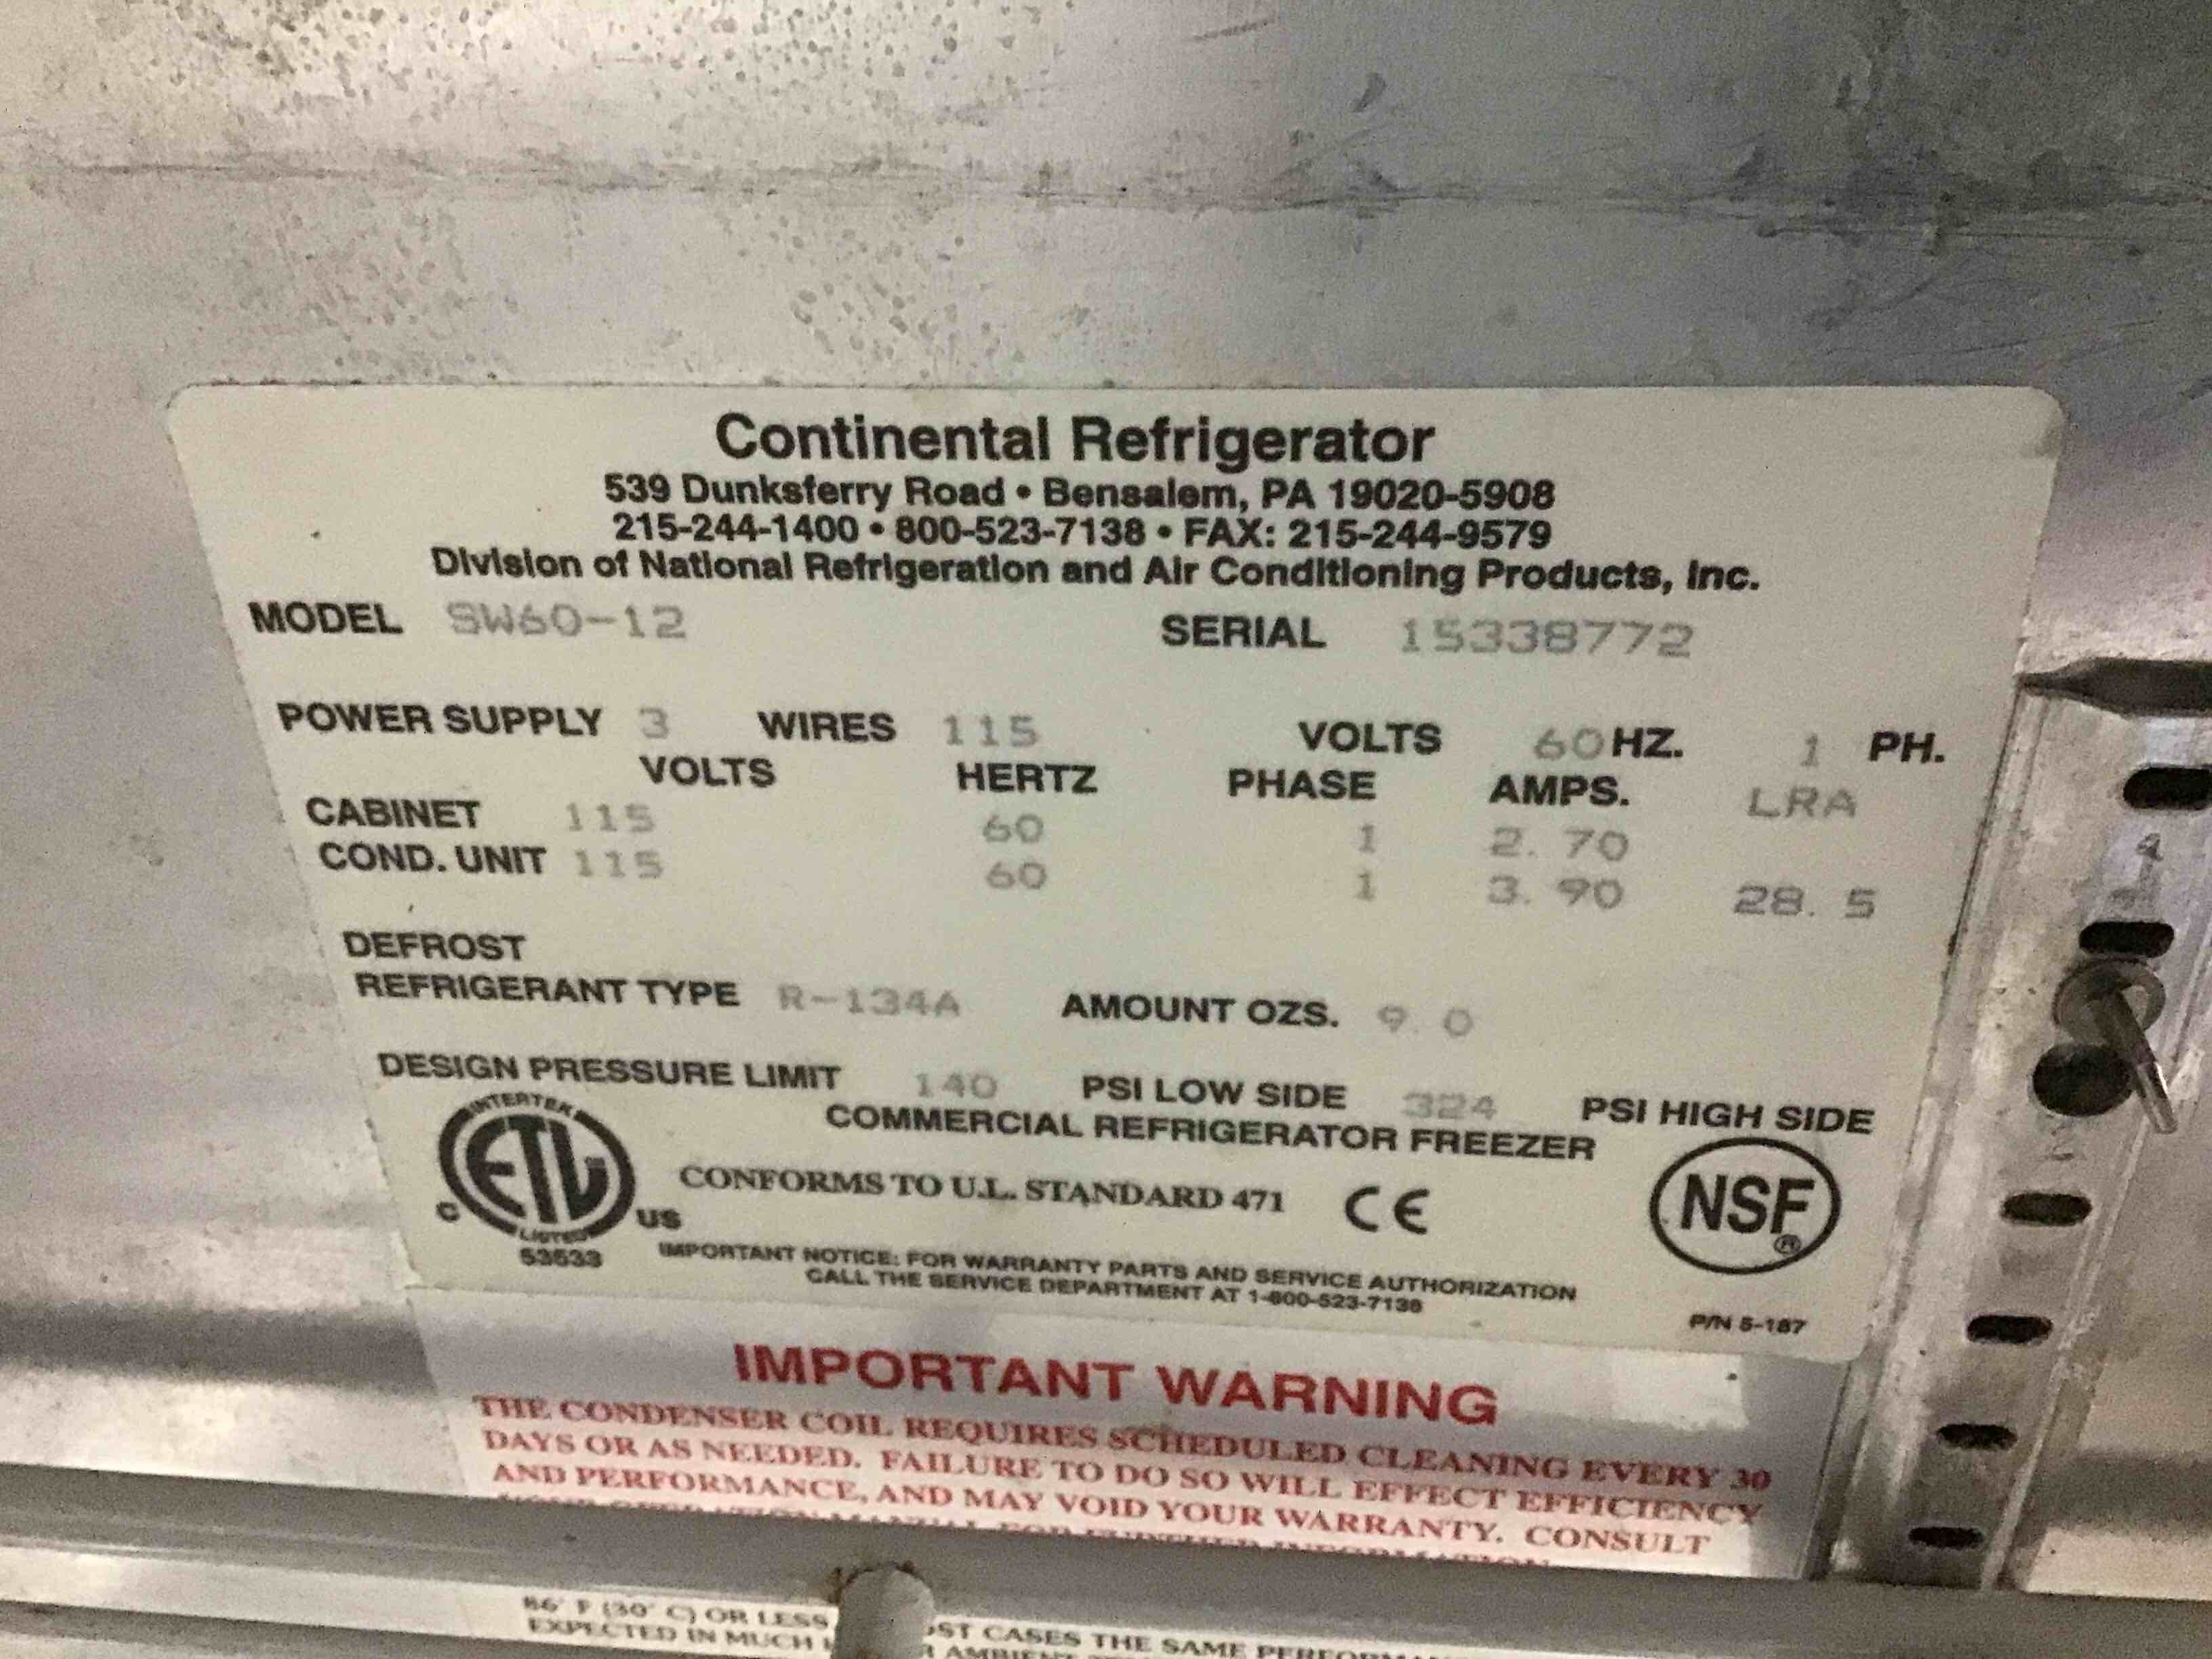 Continental Refrigerator
539 Dunksferry Road • Bensalem, PA 19020-5908
215-244-1400 • 800-523-7138 • FAX: 215-244-9579
Division of National Refrigeration and Air Conditioning Products, Inc.
MODEL SW60-12 SERIAL 15338772
POWER SUPPLY 3 WIRES 115 VOLTS 60 HZ. 1 PH.
VOLTS HERTZ PHASE AMPS. LRA
CABINET 115 60 1 2.70
COND. UNIT 115 60 1 3.90 28.5
DEFROST
REFRIGERANT TYPE R-134A AMOUNT OZS. 9.0
DESIGN PRESSURE LIMIT 140 PSI LOW SIDE 324 PSI HIGH SIDE
COMMERCIAL REFRIGERATOR FREEZER
INTERTEK
ETL
C US
LISTED
53533
CONFORMS TO U.L. STANDARD 471 CE
NSF®
IMPORTANT NOTICE: FOR WARRANTY PARTS AND SERVICE AUTHORIZATION
CALL THE SERVICE DEPARTMENT AT 1-800-523-7138
P/N 5-187
IMPORTANT WARNING
THE CONDENSER COIL REQUIRES SCHEDULED CLEANING EVERY 30
DAYS OR AS NEEDED. FAILURE TO DO SO WILL EFFECT EFFICIENCY
AND PERFORMANCE, AND MAY VOID YOUR WARRANTY. CONSULT
86° F (30° C) OR LESS CASES THE SAME
EXPECTED IN MUCH